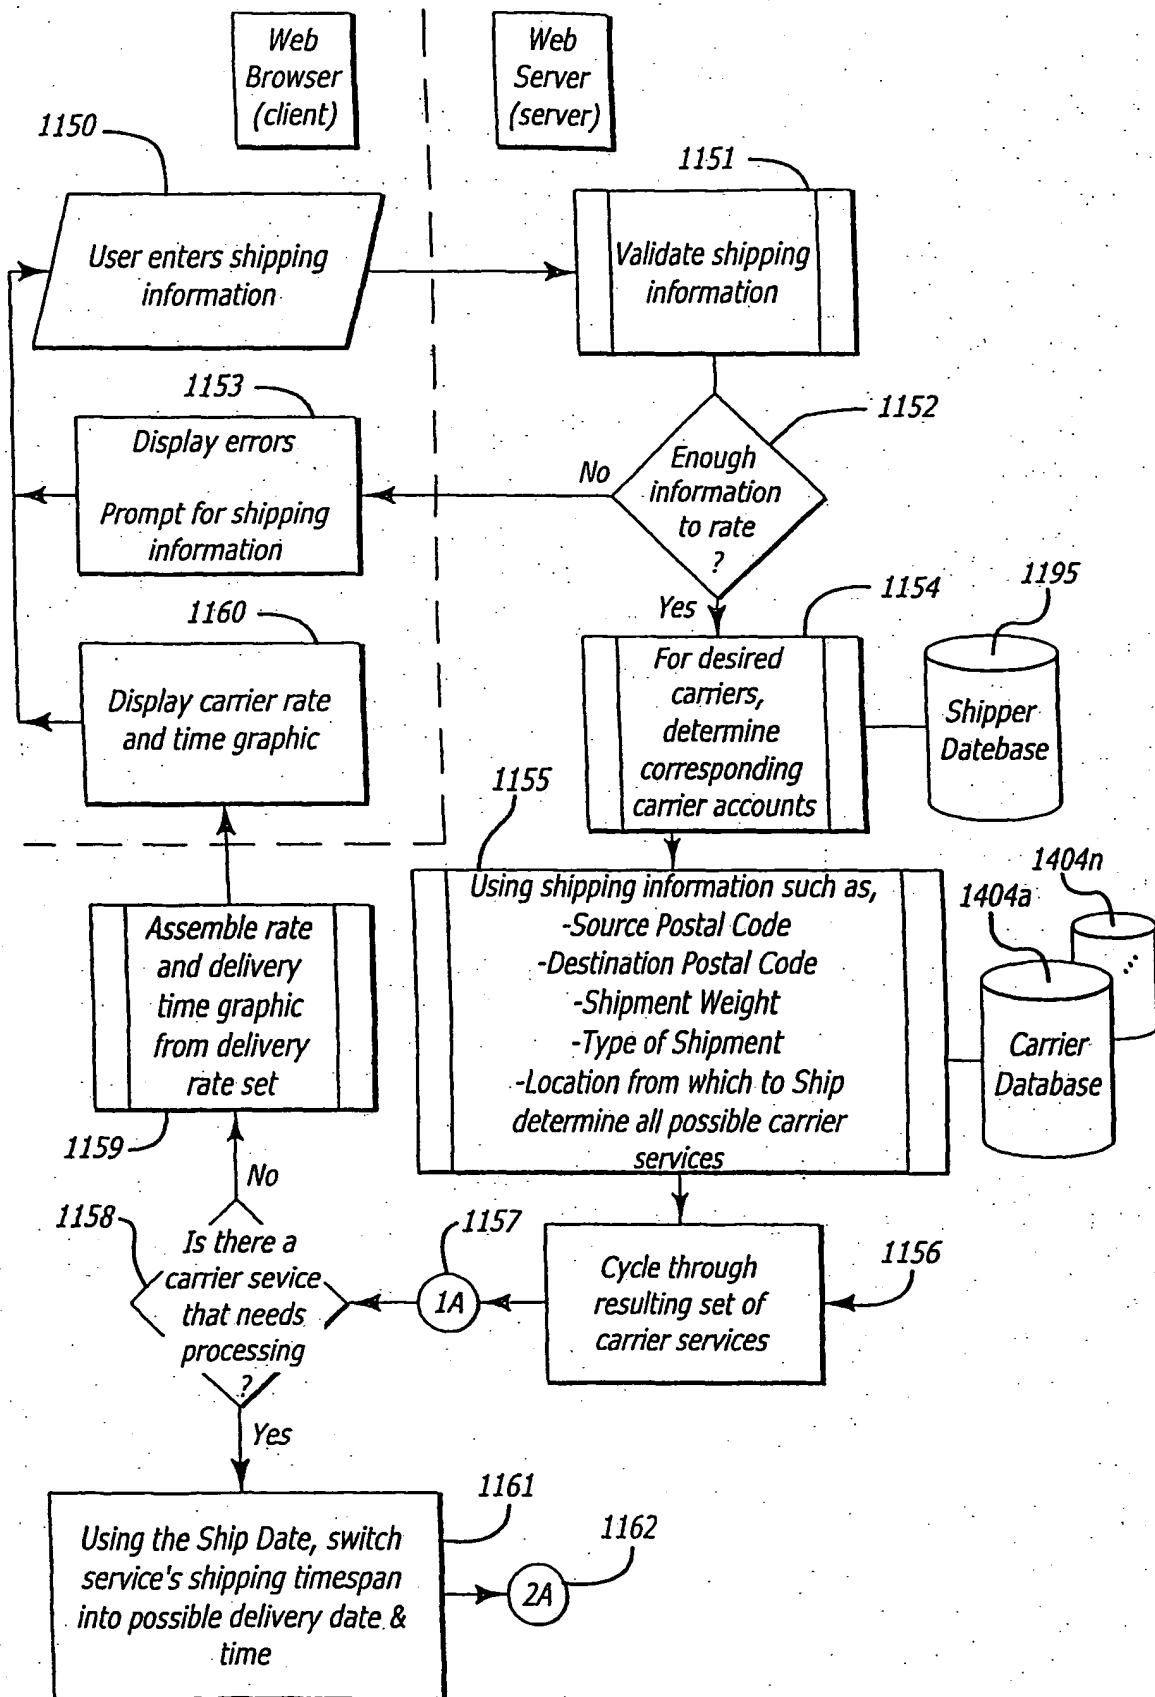 Web
Browser
(client)
Web
Server
(server)
1150
1151
User enters shipping
information
Validate shipping
information
1153
1152
Display errors
Prompt for shipping
information
No
Enough
information
to rate
?
1160
Yes
1154
1195
Display carrier rate
and time graphic
For desired
carriers,
determine
corresponding
carrier accounts
Shipper
Datebase
1155
1404n
1404a
Using shipping information such as,
-Source Postal Code
-Destination Postal Code
-Shipment Weight
-Type of Shipment
-Location from which to Ship
determine all possible carrier
services
Carrier
Database
Assemble rate
and delivery
time graphic
from delivery
rate set
1159
No
1158
1157
1156
Is there a
carrier sevice
that needs
processing
?
1A
Cycle through
resulting set of
carrier services
Yes
1161
1162
Using the Ship Date, switch
service's shipping timespan
into possible delivery date &
time
2A